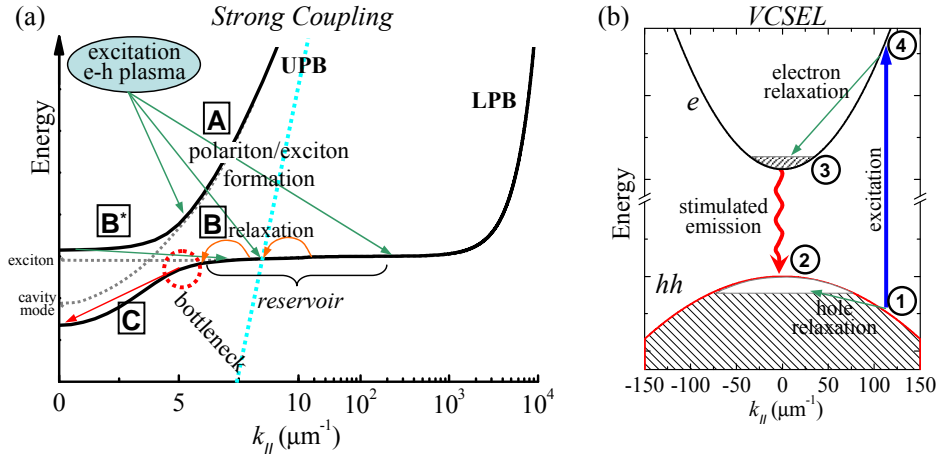 (a)
Strong Coupling
excitation
e-h plasma
UPB
LPB
A
polariton/exciton
formation
B*
B
relaxation
exciton
reservoir
cavity
mode
C
bottleneck
Energy
0
5
10
10²
10³
10⁴
k// (µm⁻¹)
(b)
VCSEL
4
electron
relaxation
e
3
stimulated
emission
excitation
2
hh
1
hole
relaxation
Energy
-150 -100 -50 0 50 100 150
k// (µm⁻¹)